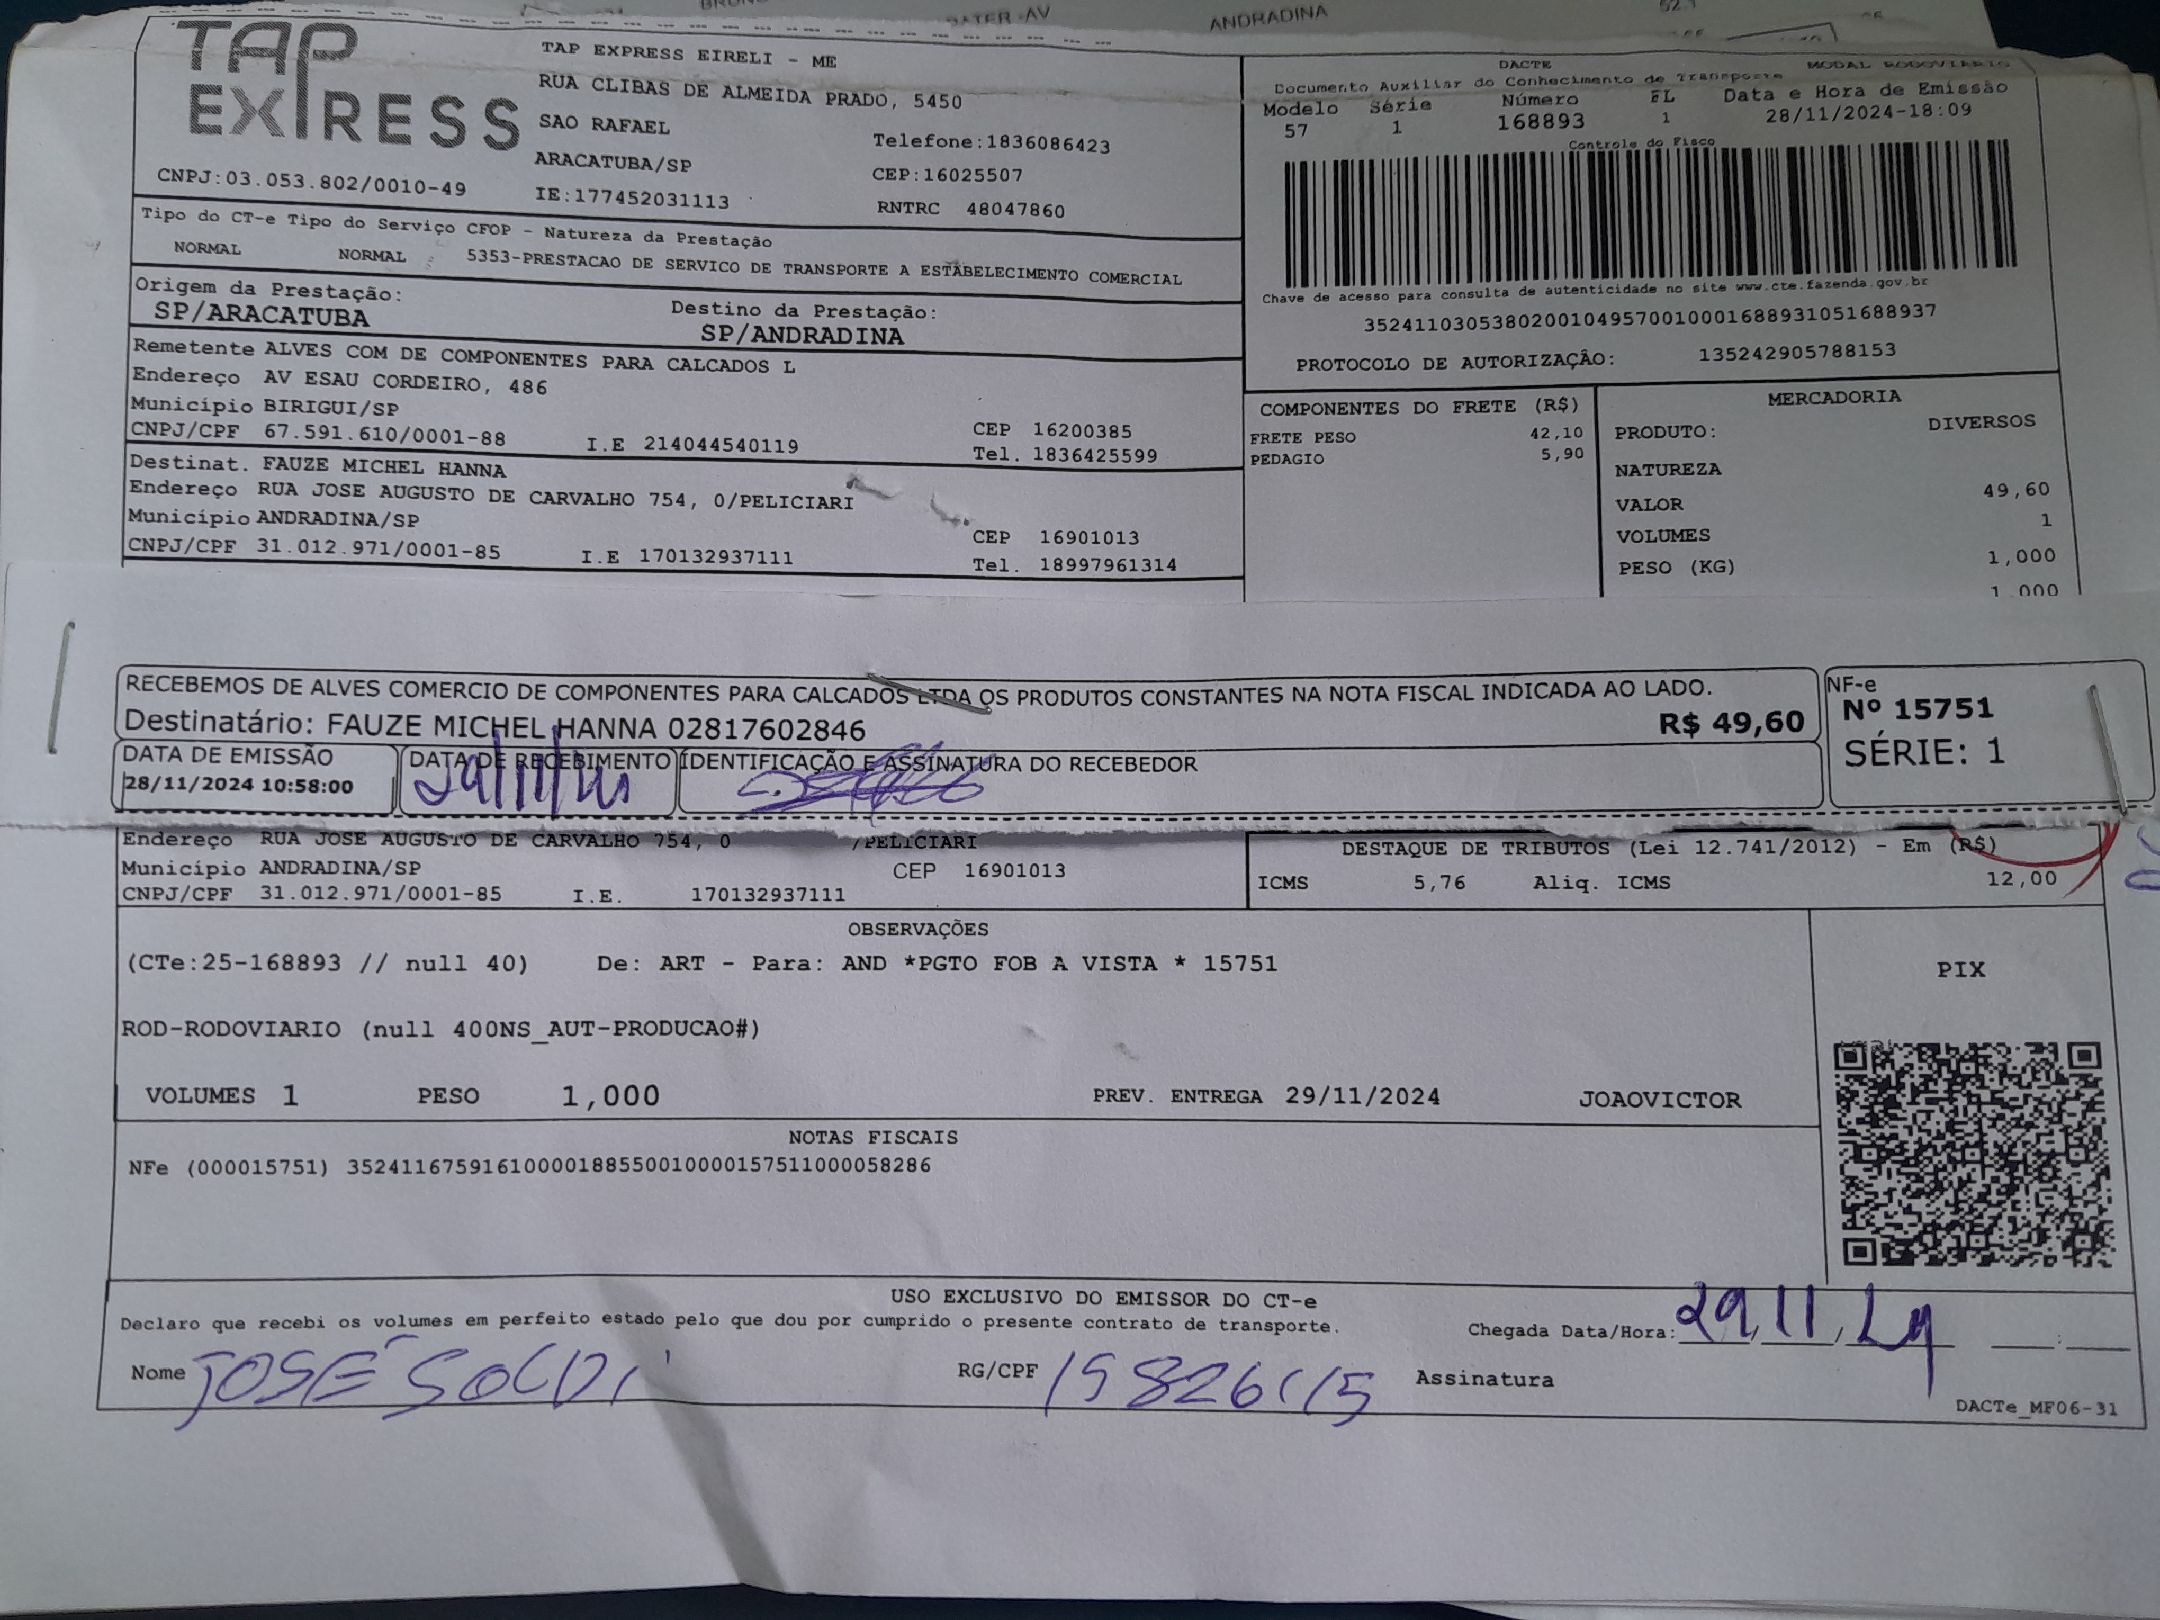 ANDRADINA
TAP EXPRESS
TAP EXPRESS EIRELI - ME
RUA CLIBAS DE ALMEIDA PRADO, 5450
SAO RAFAEL
Telefone:1836086423
ARACATUBA/SP
CEP:16025507
CNPJ:03.053.802/0010-49
IE:177452031113
RNTRC 48047860
DACTE
MODAL RODOVIARIO
Documento Auxiliar do Conhecimento de Transporte
Modelo Série Número FL Data e Hora de Emissão
57 1 168893 1 28/11/2024-18:09
Controle do Fisco
Chave de acesso para consulta de autenticidade no site www.cte.fazenda.gov.br
35241103053802001049570010001688931051688937
PROTOCOLO DE AUTORIZAÇÃO: 135242905788153
Tipo do CT-e Tipo do Serviço CFOP - Natureza da Prestação
NORMAL NORMAL 5353-PRESTACAO DE SERVICO DE TRANSPORTE A ESTABELECIMENTO COMERCIAL
Origem da Prestação: Destino da Prestação:
SP/ARACATUBA SP/ANDRADINA
Remetente ALVES COM DE COMPONENTES PARA CALCADOS L
Endereço AV ESAU CORDEIRO, 486
Município BIRIGUI/SP CEP 16200385
CNPJ/CPF 67.591.610/0001-88 I.E 214044540119 Tel. 1836425599
Destinat. FAUZE MICHEL HANNA
Endereço RUA JOSE AUGUSTO DE CARVALHO 754, 0/PELICIARI
Município ANDRADINA/SP CEP 16901013
CNPJ/CPF 31.012.971/0001-85 I.E 170132937111 Tel. 18997961314
COMPONENTES DO FRETE (R$)
FRETE PESO 42,10
PEDAGIO 5,90
MERCADORIA
PRODUTO: DIVERSOS
NATUREZA
VALOR 49,60
VOLUMES 1
PESO (KG) 1,000
1,000
RECEBEMOS DE ALVES COMERCIO DE COMPONENTES PARA CALCADOS LTDA OS PRODUTOS CONSTANTES NA NOTA FISCAL INDICADA AO LADO.
Destinatário: FAUZE MICHEL HANNA 02817602846 R$ 49,60
NF-e
Nº 15751
SÉRIE: 1
DATA DE EMISSÃO
28/11/2024 10:58:00
DATA DE RECEBIMENTO
29/11/24
IDENTIFICAÇÃO E ASSINATURA DO RECEBEDOR
Endereço RUA JOSE AUGUSTO DE CARVALHO 754, 0 /PELICIARI
Município ANDRADINA/SP CEP 16901013
CNPJ/CPF 31.012.971/0001-85 I.E. 170132937111
DESTAQUE DE TRIBUTOS (Lei 12.741/2012) - Em (R$)
ICMS 5,76 Aliq. ICMS 12,00
OBSERVAÇÕES
(CTe:25-168893 // null 40) De: ART - Para: AND *PGTO FOB A VISTA * 15751
ROD-RODOVIARIO (null 400NS_AUT-PRODUCAO#)
PIX
VOLUMES 1 PESO 1,000 PREV. ENTREGA 29/11/2024 JOAOVICTOR
NOTAS FISCAIS
NFe (000015751) 35241167591610000188550010000157511000058286
USO EXCLUSIVO DO EMISSOR DO CT-e
Declaro que recebi os volumes em perfeito estado pelo que dou por cumprido o presente contrato de transporte.
Chegada Data/Hora: 29/11/24 :
Nome JOSÉ SOLDI RG/CPF Assinatura
DACTe_MF06-31